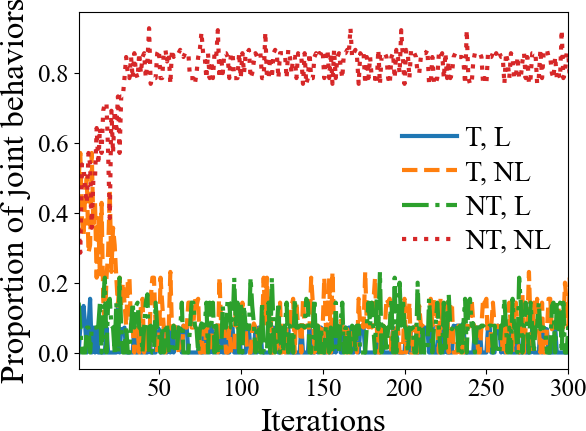 Proportion of joint behaviors
0.8
0.6
0.4
0.2
0.0
T, L
T, NL
NT, L
NT, NL
50
100
150
200
250
300
Iterations